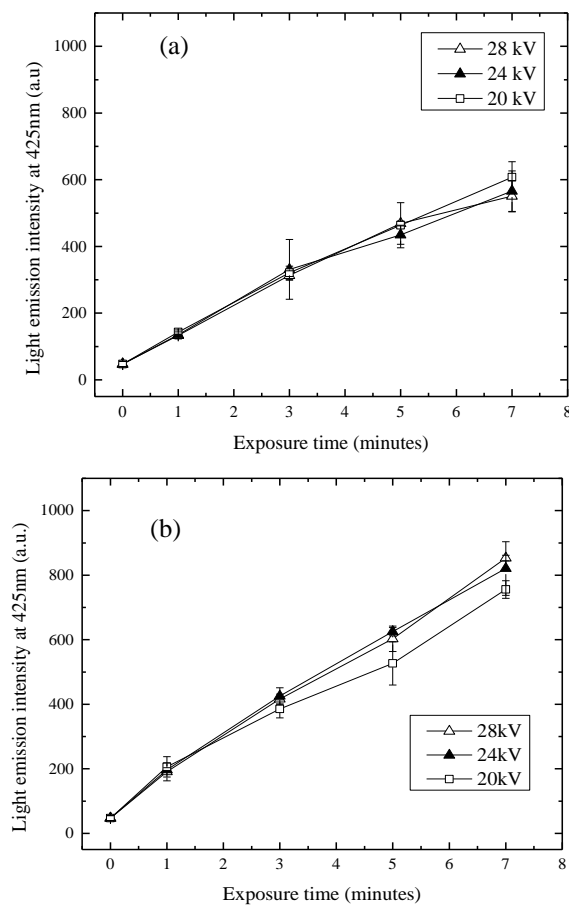 (a)
28 kV
24 kV
20 kV
1000
800
600
400
200
0
Light emission intensity at 425nm (a.u)
0 1 2 3 4 5 6 7 8
Exposure time (minutes)
(b)
1000
800
600
400
200
0
Light emission intensity at 425nm (a.u.)
28kV
24kV
20kV
0 1 2 3 4 5 6 7 8
Exposure time (minutes)